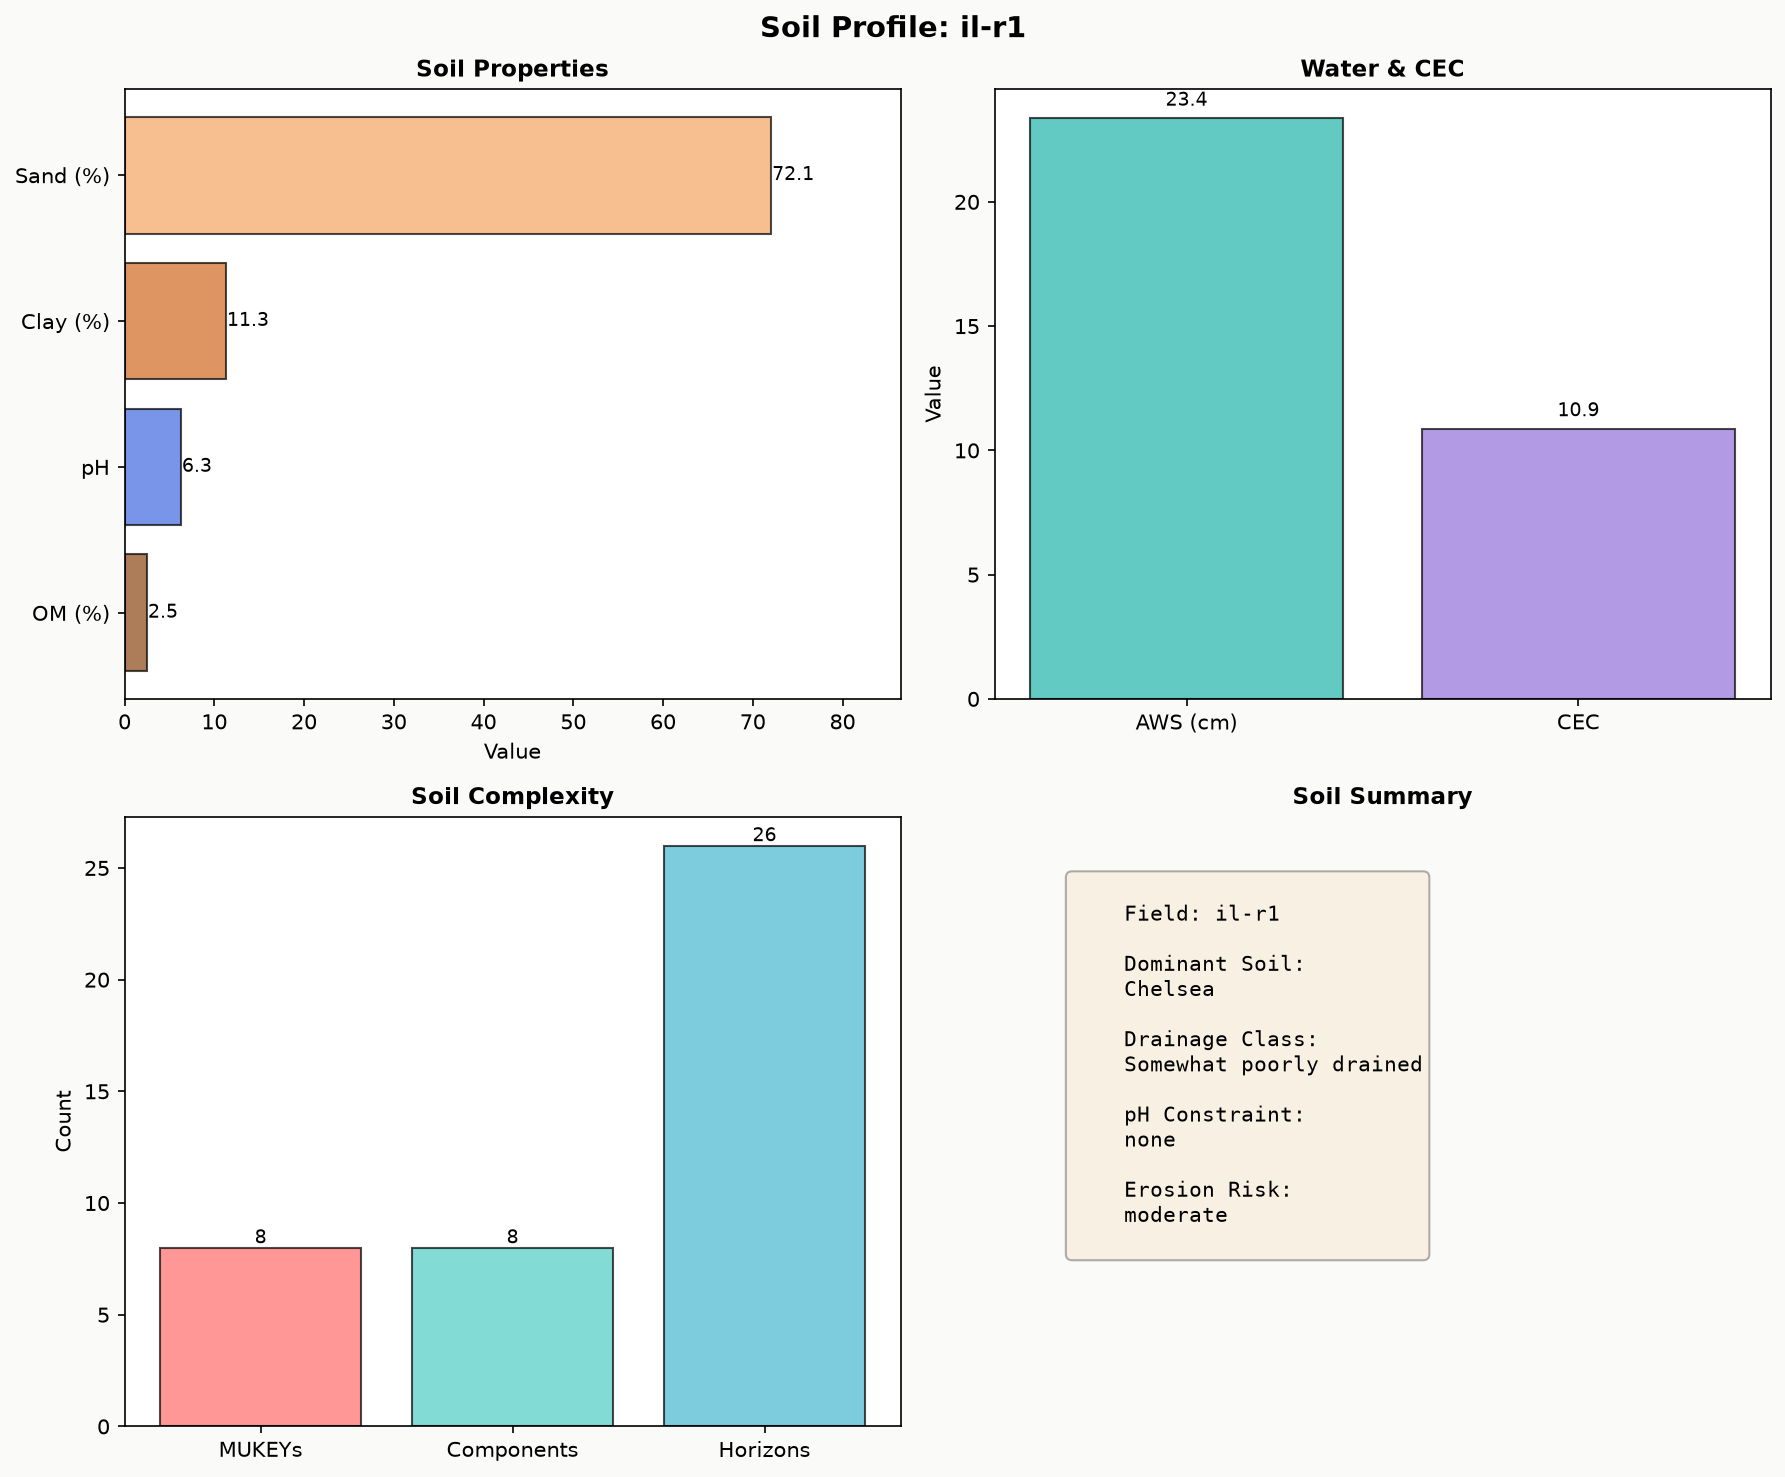 Soil Profile: il-r1
Soil Properties
Sand (%)
72.1
Clay (%)
11.3
pH
6.3
OM (%)
2.5
0 10 20 30 40 50 60 70 80
Value
Water & CEC
Value
20
15
10
5
0
23.4
10.9
AWS (cm) CEC
Soil Complexity
Count
25
20
15
10
5
0
8
8
26
MUKEYs Components Horizons
Soil Summary
Field: il-r1
Dominant Soil:
Chelsea
Drainage Class:
Somewhat poorly drained
pH Constraint:
none
Erosion Risk:
moderate